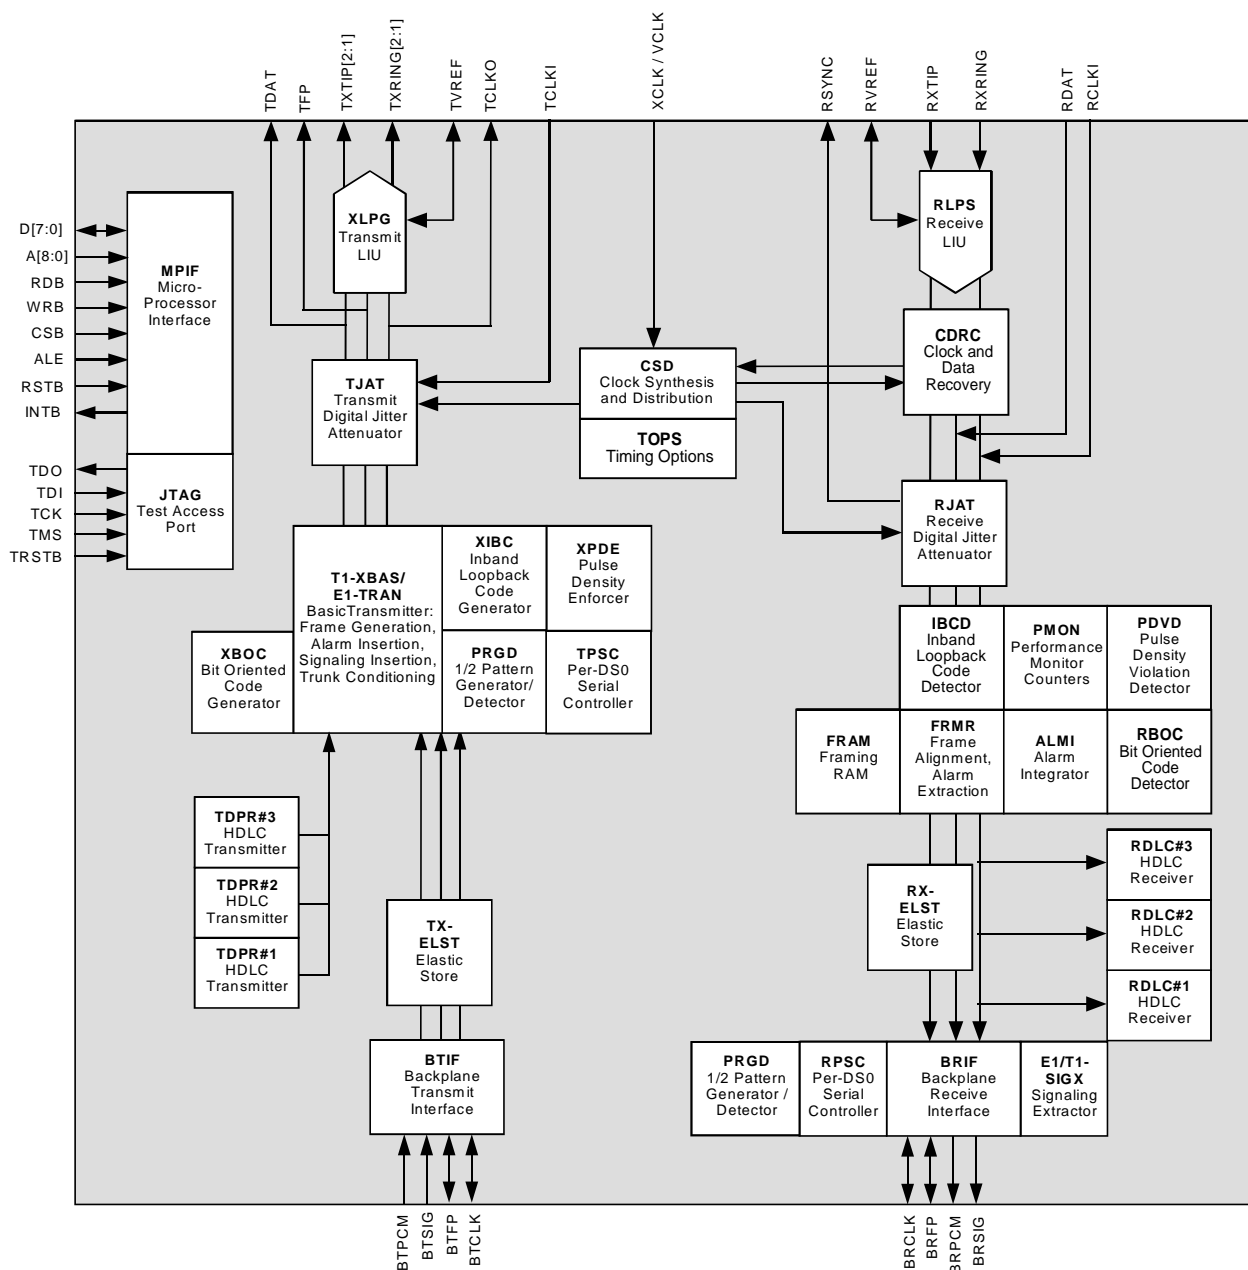 TDAT
TFP
TXTIP[2:1]
TXRING[2:1]
TVREF
TCLKO
TCLKI
XCLK / VCLK
RSYNC
RVREF
RXTIP
RXRING
RDAT
RCLKI
D[7:0]
A[8:0]
RDB
WRB
CSB
ALE
RSTB
INTB
TDO
TDI
TCK
TMS
TRSTB
MPIF
Micro-
Processor
Interface
JTAG
Test Access
Port
XLPG
Transmit
LIU
RLPS
Receive
LIU
TJAT
Transmit
Digital Jitter
Attenuator
CSD
Clock Synthesis
and Distribution
TOPS
Timing Options
CDRC
Clock and
Data
Recovery
RJAT
Receive
Digital Jitter
Attenuator
XBOC
Bit Oriented
Code
Generator
T1-XBAS/
E1-TRAN
BasicTransmitter:
Frame Generation,
Alarm Insertion,
Signaling Insertion,
Trunk Conditioning
XIBC
Inband
Loopback
Code
Generator
XPDE
Pulse
Density
Enforcer
PRGD
1/2 Pattern
Generator/
Detector
TPSC
Per-DS0
Serial
Controller
IBCD
Inband
Loopback
Code
Detector
PMON
Performance
Monitor
Counters
PDVD
Pulse
Density
Violation
Detector
FRAM
Framing
RAM
FRMR
Frame
Alignment,
Alarm
Extraction
ALMI
Alarm
Integrator
RBOC
Bit Oriented
Code
Detector
TDPR#3
HDLC
Transmitter
TDPR#2
HDLC
Transmitter
TDPR#1
HDLC
Transmitter
TX-
ELST
Elastic
Store
RX-
ELST
Elastic
Store
RDLC#3
HDLC
Receiver
RDLC#2
HDLC
Receiver
RDLC#1
HDLC
Receiver
BTIF
Backplane
Transmit
Interface
PRGD
1/2 Pattern
Generator /
Detector
RPSC
Per-DS0
Serial
Controller
BRIF
Backplane
Receive
Interface
E1/T1-
SIGX
Signaling
Extractor
BTPCM
BTSIG
BTFP
BTCLK
BRCLK
BRFP
BRPCM
BRSIG